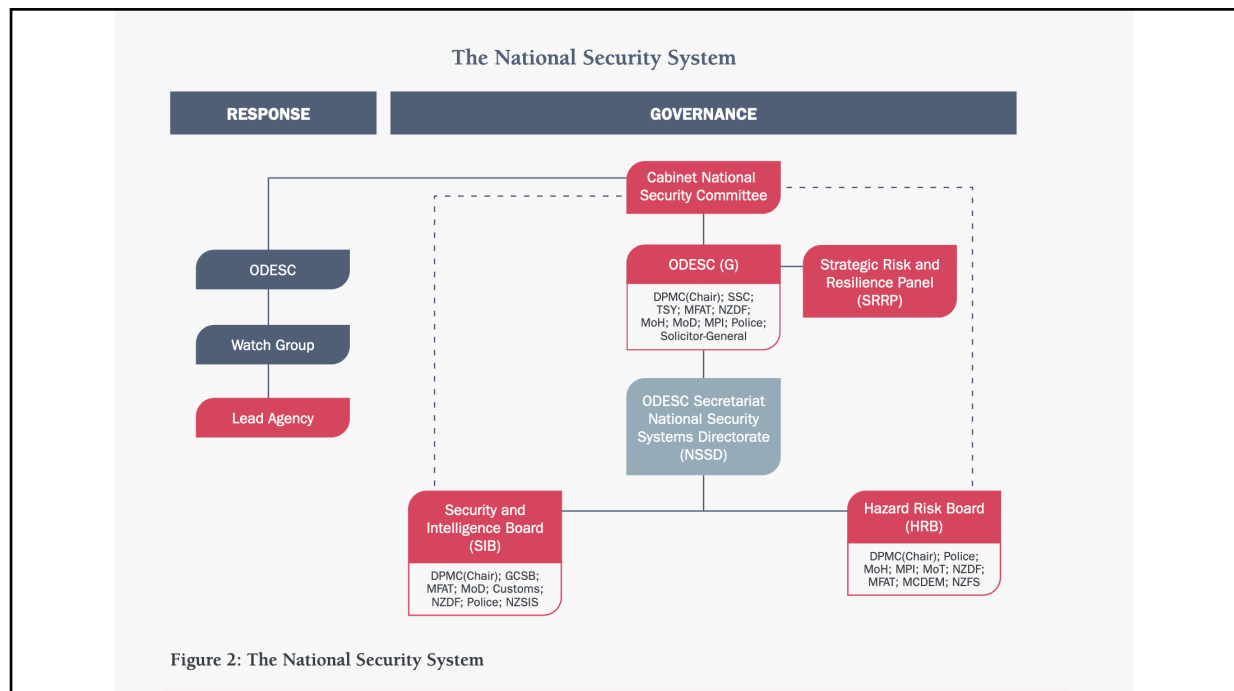 The National Security System
RESPONSE
GOVERNANCE
Cabinet National
Security Committee
ODESC
Watch Group
Lead Agency
ODESC (G)
DPMC(Chair); SSC;
TSY; MFAT; NZDF;
MoH; MoD; MPI; Police;
Solicitor-General
Strategic Risk and
Resilience Panel
(SRRP)
ODESC Secretariat
National Security
Systems Directorate
(NSSD)
Security and
Intelligence Board
(SIB)
DPMC(Chair); GCSB;
MFAT; MoD; Customs;
NZDF; Police; NZSIS
Hazard Risk Board
(HRB)
DPMC(Chair); Police;
MoH; MPI; MoT; NZDF;
MFAT; MCDEM; NZFS
Figure 2: The National Security System